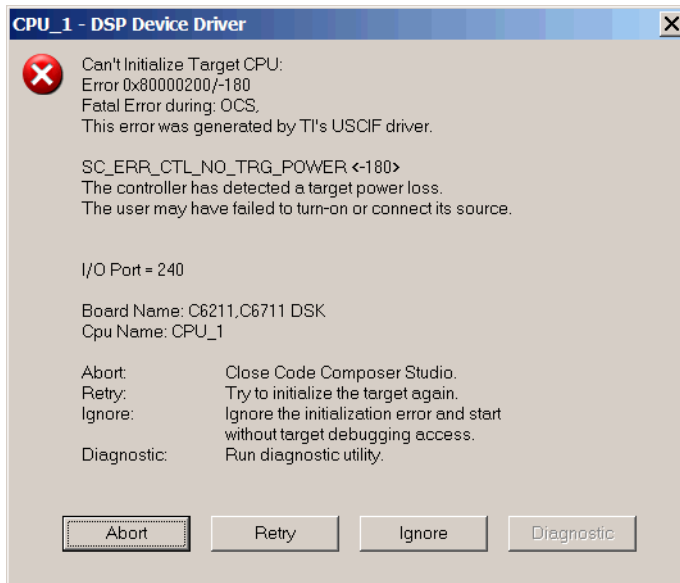 CPU_1 - DSP Device Driver
Can't Initialize Target CPU:
Error 0x80000200/-180
Fatal Error during: OCS,
This error was generated by TI's USCIF driver.
SC_ERR_CTL_NO_TRG_POWER <-180>
The controller has detected a target power loss.
The user may have failed to turn-on or connect its source.
I/O Port = 240
Board Name: C6211,C6711 DSK
Cpu Name: CPU_1
Abort: Close Code Composer Studio.
Retry: Try to initialize the target again.
Ignore: Ignore the initialization error and start
without target debugging access.
Diagnostic: Run diagnostic utility.
Abort Retry Ignore Diagnostic